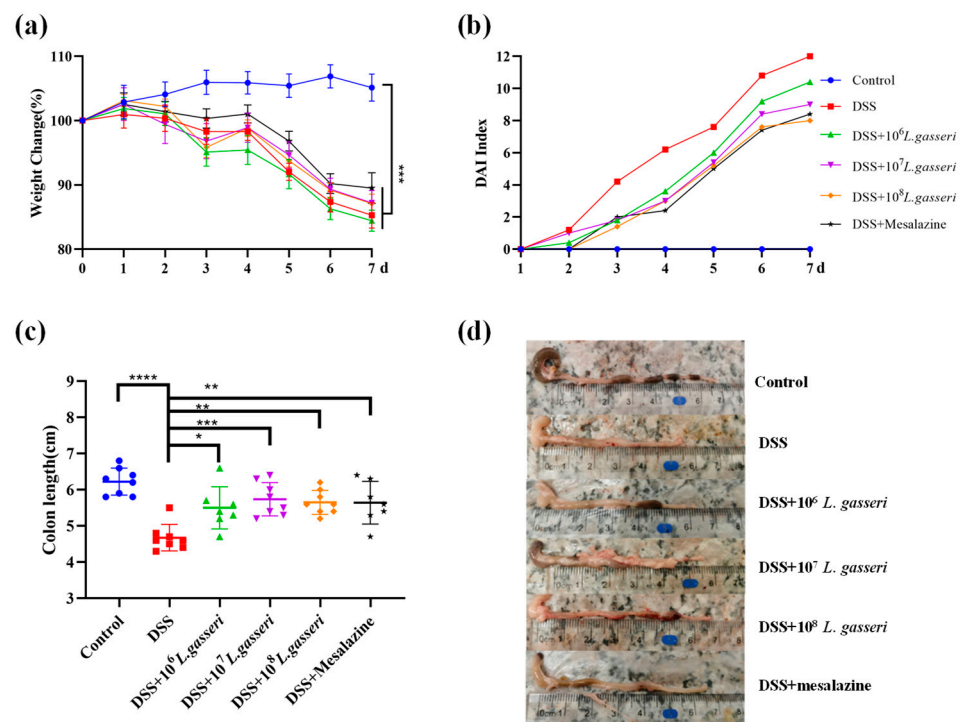 (a)
Weight Change(%)
110
100
90
80
0 1 2 3 4 5 6 7 d
***
(b)
DAI Index
12
10
8
6
4
2
0
1 2 3 4 5 6 7 d
Control
DSS
DSS+10⁶L.gasseri
DSS+10⁷L.gasseri
DSS+10⁸L.gasseri
DSS+Mesalazine
(c)
Colon length(cm)
9
8
7
6
5
4
3
****
**
**
***
*
Control
DSS
DSS+10⁶L.gasseri
DSS+10⁷L.gasseri
DSS+10⁸L.gasseri
DSS+Mesalazine
(d)
Control
DSS
DSS+10⁶ L. gasseri
DSS+10⁷ L. gasseri
DSS+10⁸ L. gasseri
DSS+mesalazine